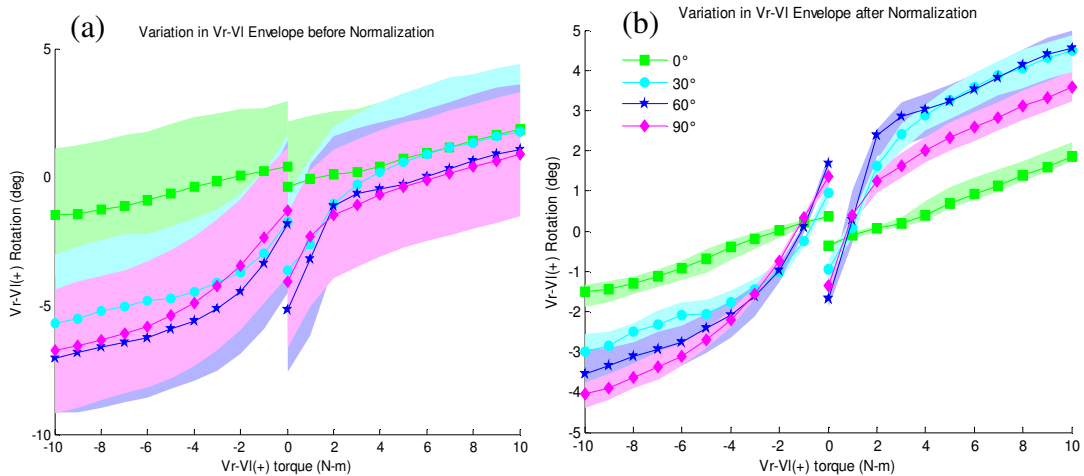 (a)
Variation in Vr-Vl Envelope before Normalization
5
0
-5
-10
Vr-Vl(+) Rotation (deg)
-10 -8 -6 -4 -2 0 2 4 6 8 10
Vr-Vl(+) torque (N-m)
(b)
Variation in Vr-Vl Envelope after Normalization
0°
30°
60°
90°
5
4
3
2
1
0
-1
-2
-3
-4
-5
Vr-Vl(+) Rotation (deg)
-10 -8 -6 -4 -2 0 2 4 6 8 10
Vr-Vl(+) torque (N-m)